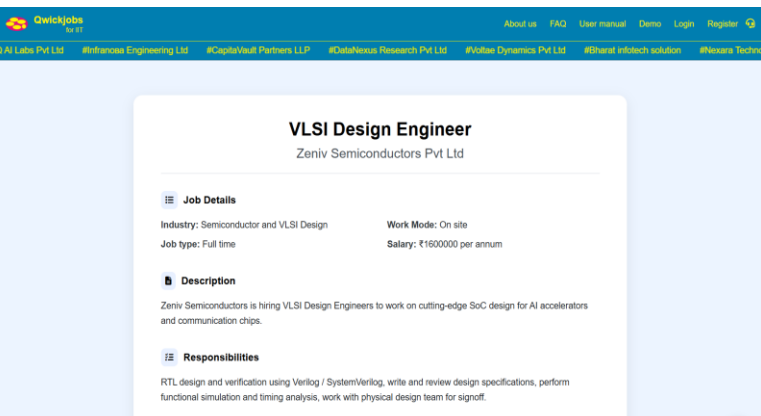 Qwickjobs
for IIT
About us FAQ User manual Demo Login Register
AI Labs Pvt Ltd #Infranova Engineering Ltd #CapitaVault Partners LLP #DataNexus Research Pvt Ltd #Voltae Dynamics Pvt Ltd #Bharat infotech solution #Nexara
VLSI Design Engineer
Zeniv Semiconductors Pvt Ltd
Job Details
Industry: Semiconductor and VLSI Design Work Mode: On site
Job type: Full time Salary: ₹1600000 per annum
Description
Zeniv Semiconductors is hiring VLSI Design Engineers to work on cutting-edge SoC design for AI accelerators
and communication chips.
Responsibilities
RTL design and verification using Verilog / SystemVerilog, write and review design specifications, perform
functional simulation and timing analysis, work with physical design team for signoff.